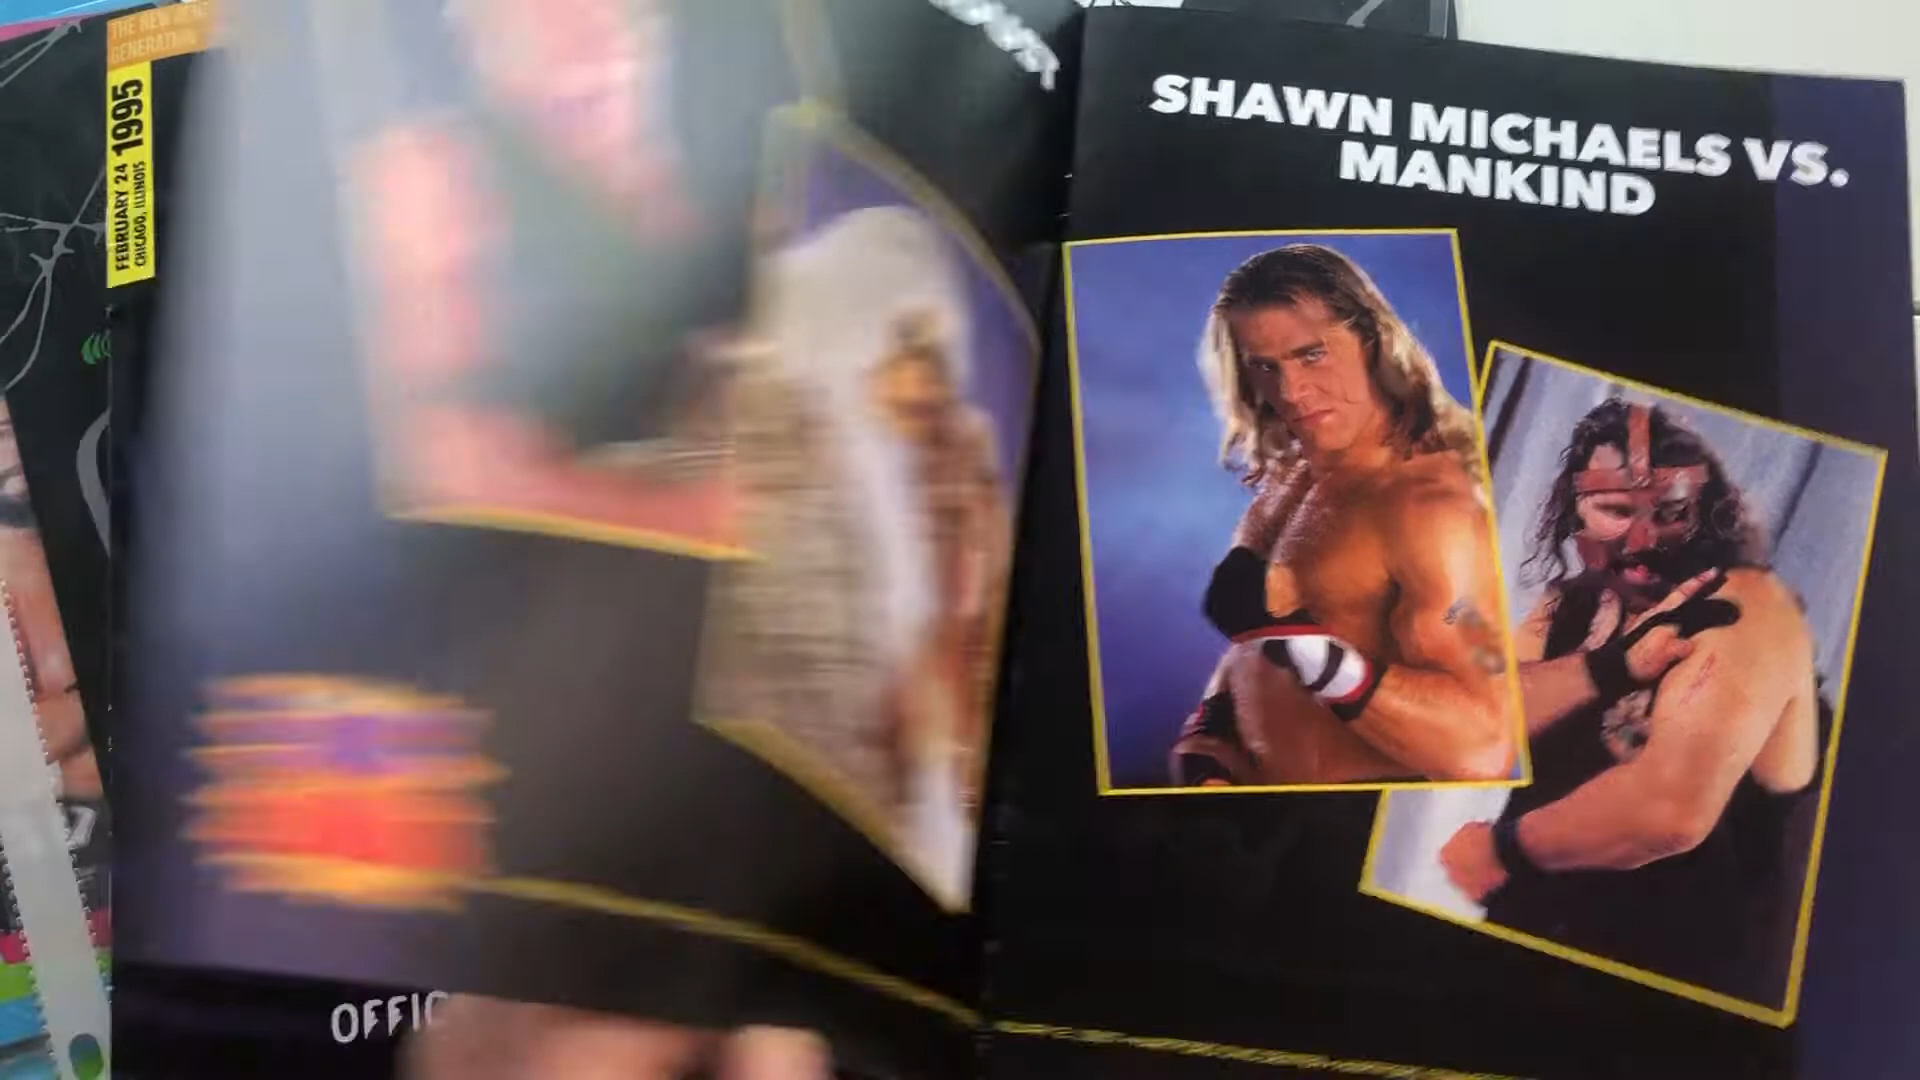 THE NEW
GENERATION
FEBRUARY 24 1995
CHICAGO, ILLINOIS
SHAWN MICHAELS VS.
MANKIND
OFFIC